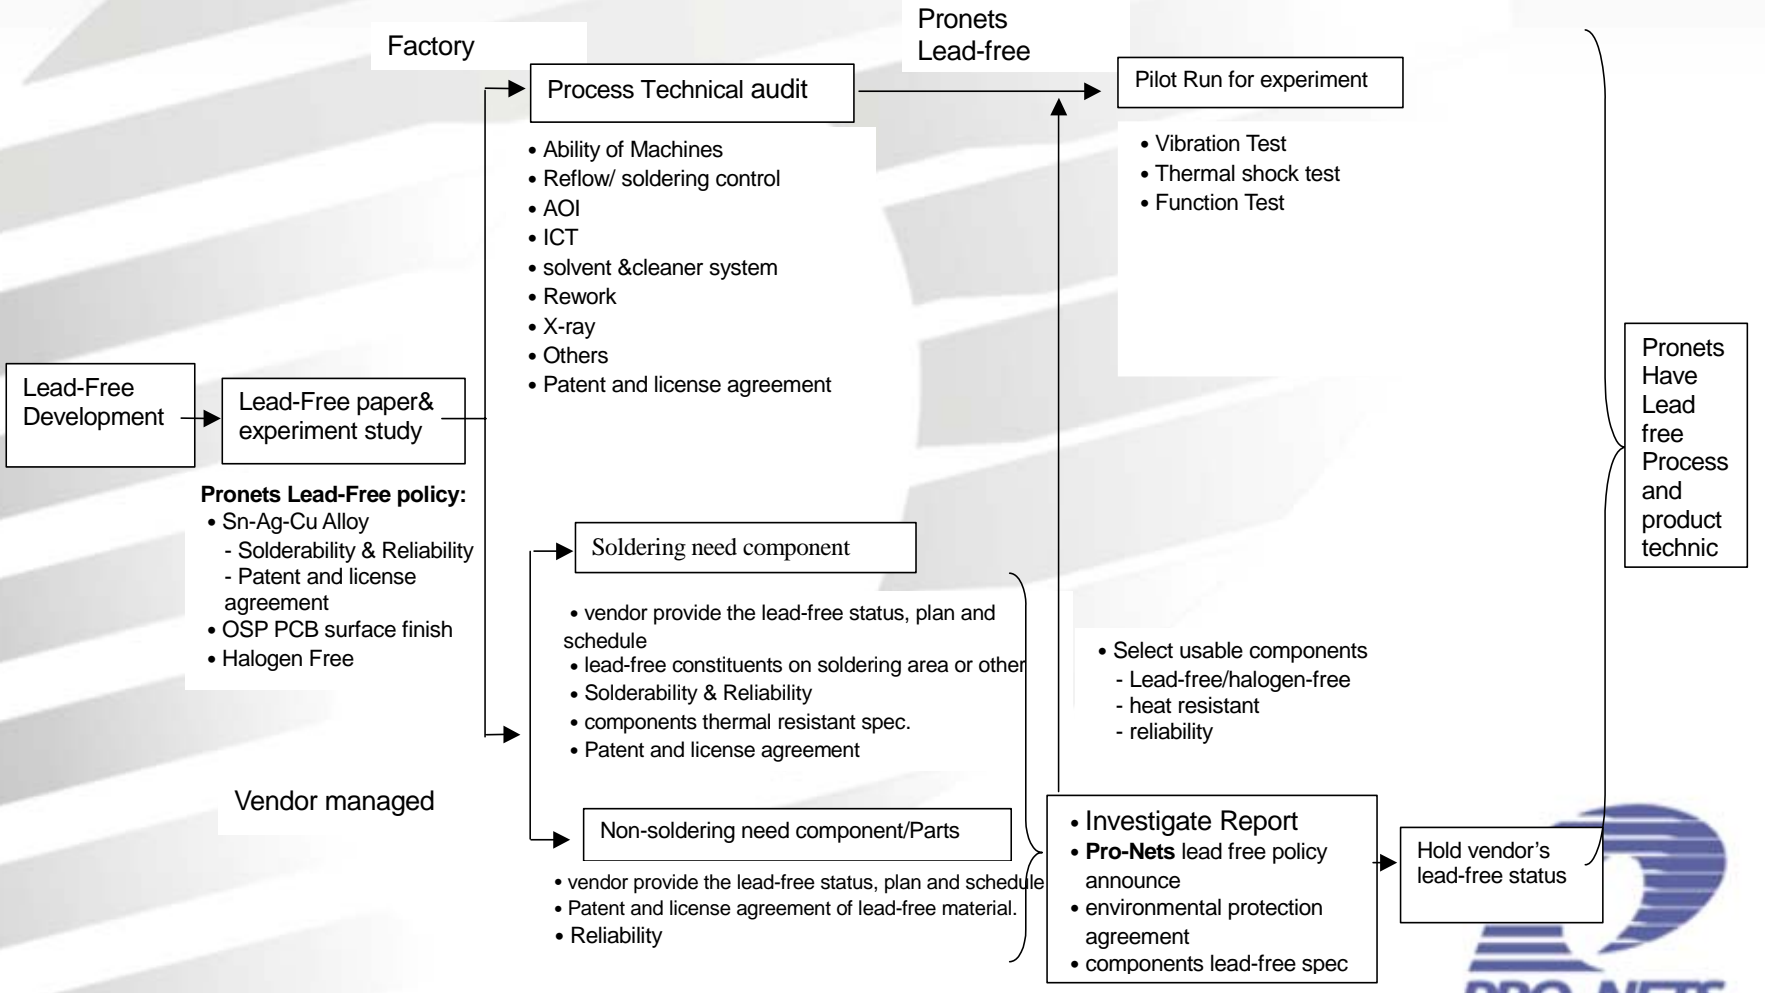 Factory
Pronets
Lead-free
Process Technical audit
• Ability of Machines
• Reflow/ soldering control
• AOI
• ICT
• solvent &cleaner system
• Rework
• X-ray
• Others
• Patent and license agreement
Pilot Run for experiment
• Vibration Test
• Thermal shock test
• Function Test
Lead-Free
Development
Lead-Free paper&
experiment study
Pronets Lead-Free policy:
• Sn-Ag-Cu Alloy
- Solderability & Reliability
- Patent and license
agreement
• OSP PCB surface finish
• Halogen Free
Vendor managed
Soldering need component
• vendor provide the lead-free status, plan and
schedule
• lead-free constituents on soldering area or other
• Solderability & Reliability
• components thermal resistant spec.
• Patent and license agreement
Non-soldering need component/Parts
• vendor provide the lead-free status, plan and schedule
• Patent and license agreement of lead-free material.
• Reliability
• Select usable components
- Lead-free/halogen-free
- heat resistant
- reliability
• Investigate Report
• Pro-Nets lead free policy
announce
• environmental protection
agreement
• components lead-free spec
Hold vendor's
lead-free status
Pronets
Have
Lead
free
Process
and
product
technic
PRO-NETS